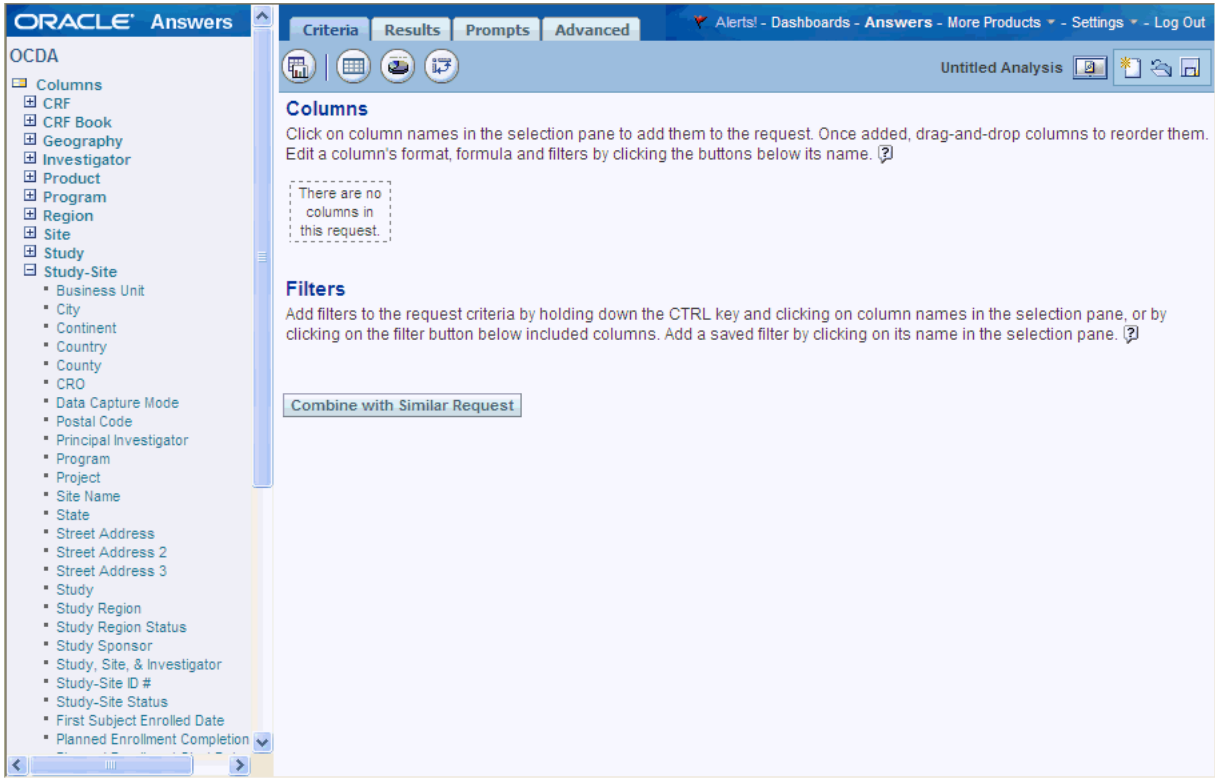 ORACLE Answers
OCDA
Columns
CRF
CRF Book
Geography
Investigator
Product
Program
Region
Site
Study
Study-Site
Business Unit
City
Continent
Country
County
CRO
Data Capture Mode
Postal Code
Principal Investigator
Program
Project
Site Name
State
Street Address
Street Address 2
Street Address 3
Study
Study Region
Study Region Status
Study Sponsor
Study, Site, & Investigator
Study-Site ID #
Study-Site Status
First Subject Enrolled Date
Planned Enrollment Completion
Criteria Results Prompts Advanced
Alerts! - Dashboards - Answers - More Products - Settings - Log Out
Untitled Analysis
Columns
Click on column names in the selection pane to add them to the request. Once added, drag-and-drop columns to reorder them.
Edit a column's format, formula and filters by clicking the buttons below its name.
There are no
columns in
this request.
Filters
Add filters to the request criteria by holding down the CTRL key and clicking on column names in the selection pane, or by
clicking on the filter button below included columns. Add a saved filter by clicking on its name in the selection pane.
Combine with Similar Request